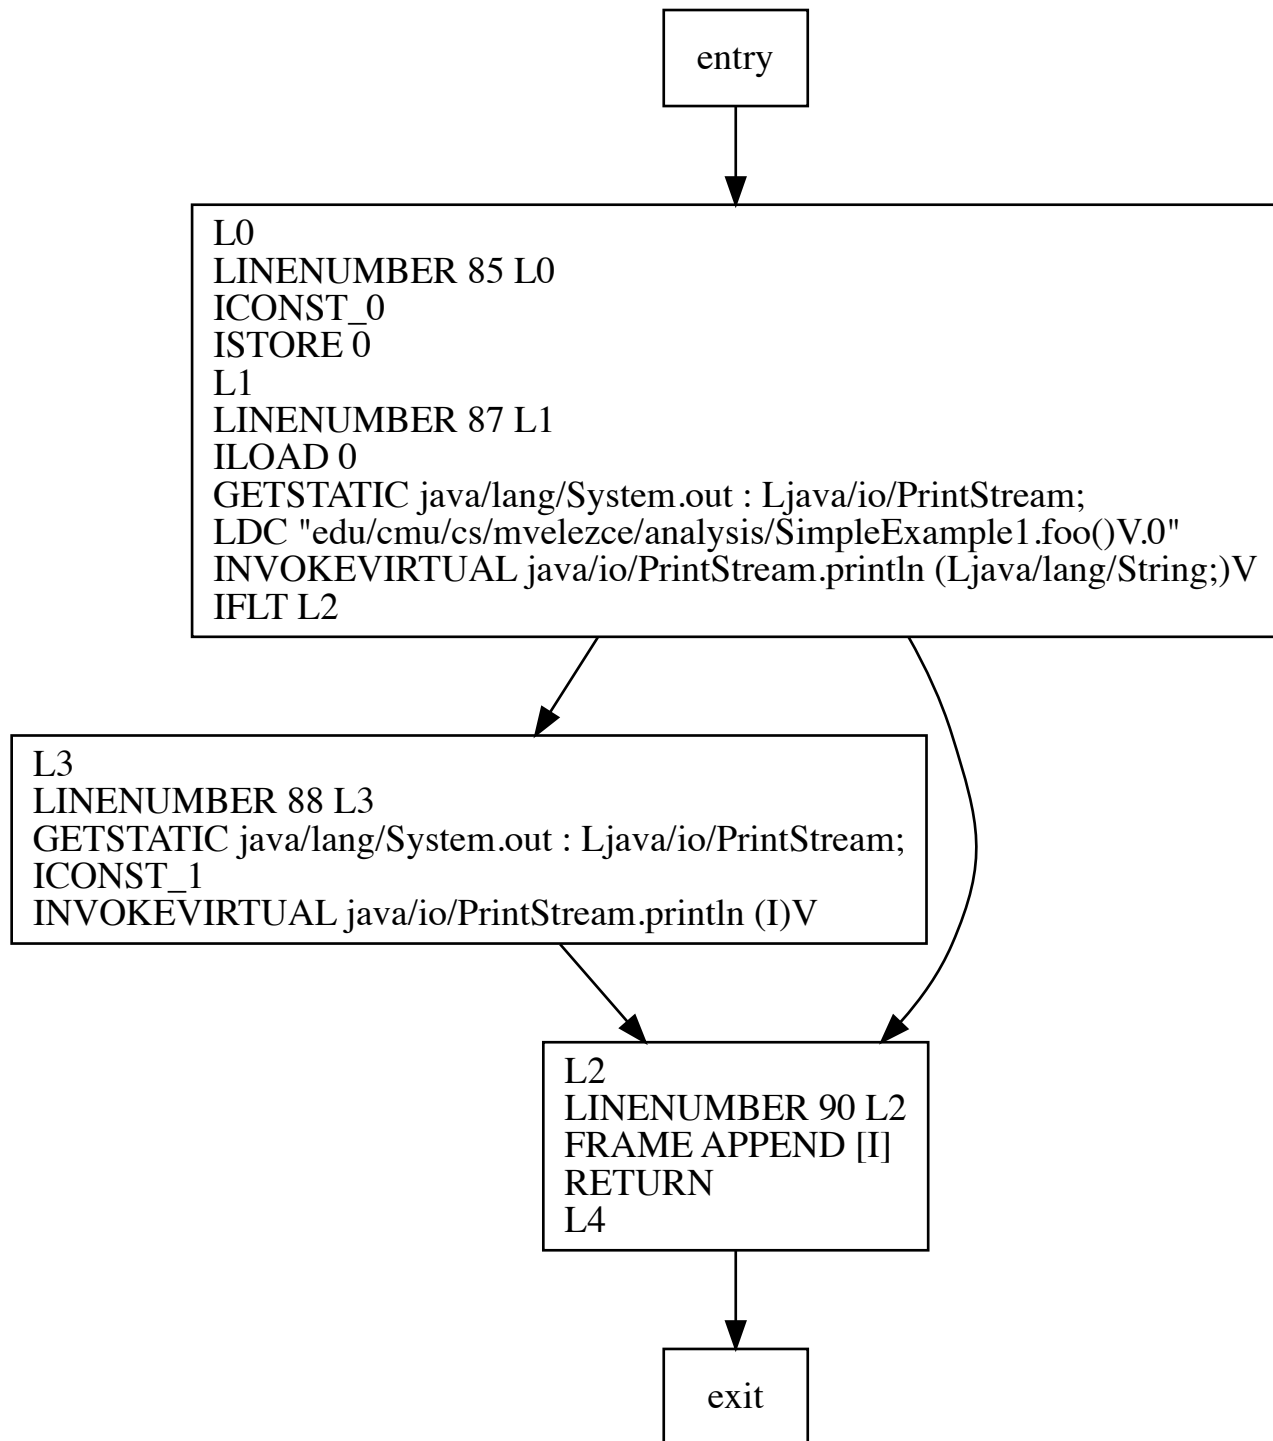 entry
L0
LINENUMBER 85 L0
ICONST_0
ISTORE 0
L1
LINENUMBER 87 L1
ILOAD 0
GETSTATIC java/lang/System.out : Ljava/io/PrintStream;
LDC "edu/cmu/cs/mvelezce/analysis/SimpleExample1.foo()V.0"
INVOKEVIRTUAL java/io/PrintStream.println (Ljava/lang/String;)V
IFLT L2
L3
LINENUMBER 88 L3
GETSTATIC java/lang/System.out : Ljava/io/PrintStream;
ICONST_1
INVOKEVIRTUAL java/io/PrintStream.println (I)V
L2
LINENUMBER 90 L2
FRAME APPEND [I]
RETURN
L4
exit